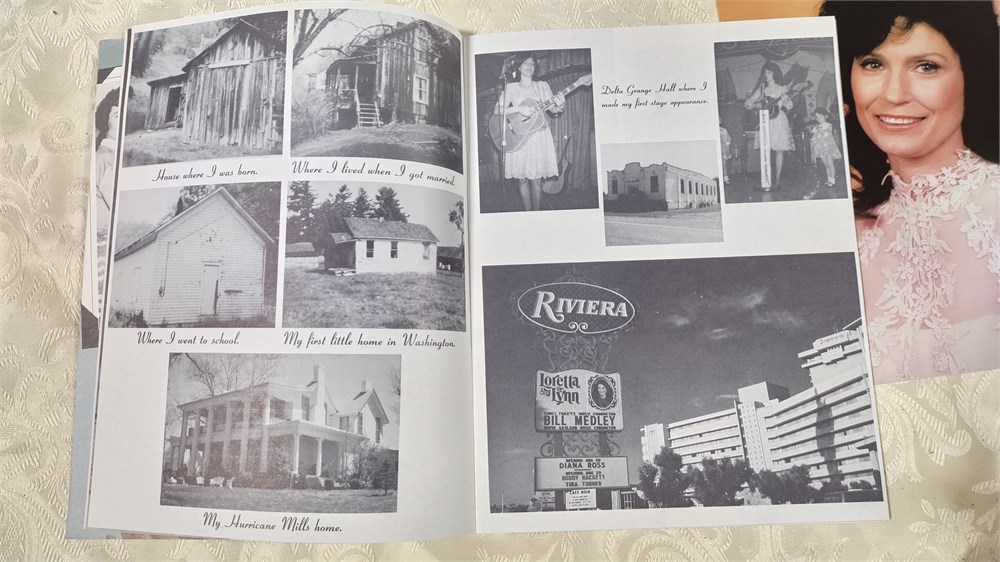 House where I was born.
Where I lived when I got married.
Where I went to school.
My first little home in Washington.
My Hurricane Mills home.
Delta Grange Hall where I
made my first stage appearance.
RIVIERA
Loretta
Lynn
BILL MEDLEY
DIANA ROSS
BUDDY HACKETT
TINA TURNER